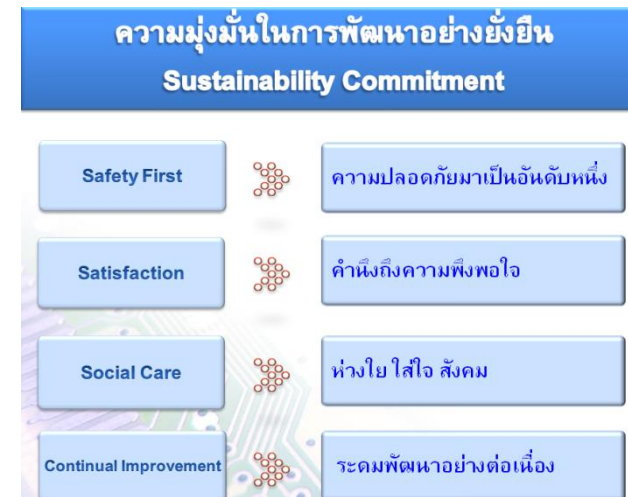 ความมุ่งมั่นในการพัฒนาอย่างยั่งยืน
Sustainability Commitment
Safety First
ความปลอดภัยมาเป็นอันดับหนึ่ง
Satisfaction
คำนึงถึงความพึงพอใจ
Social Care
ห่วงใย ใส่ใจ สังคม
Continual Improvement
ระดมพัฒนาอย่างต่อเนื่อง